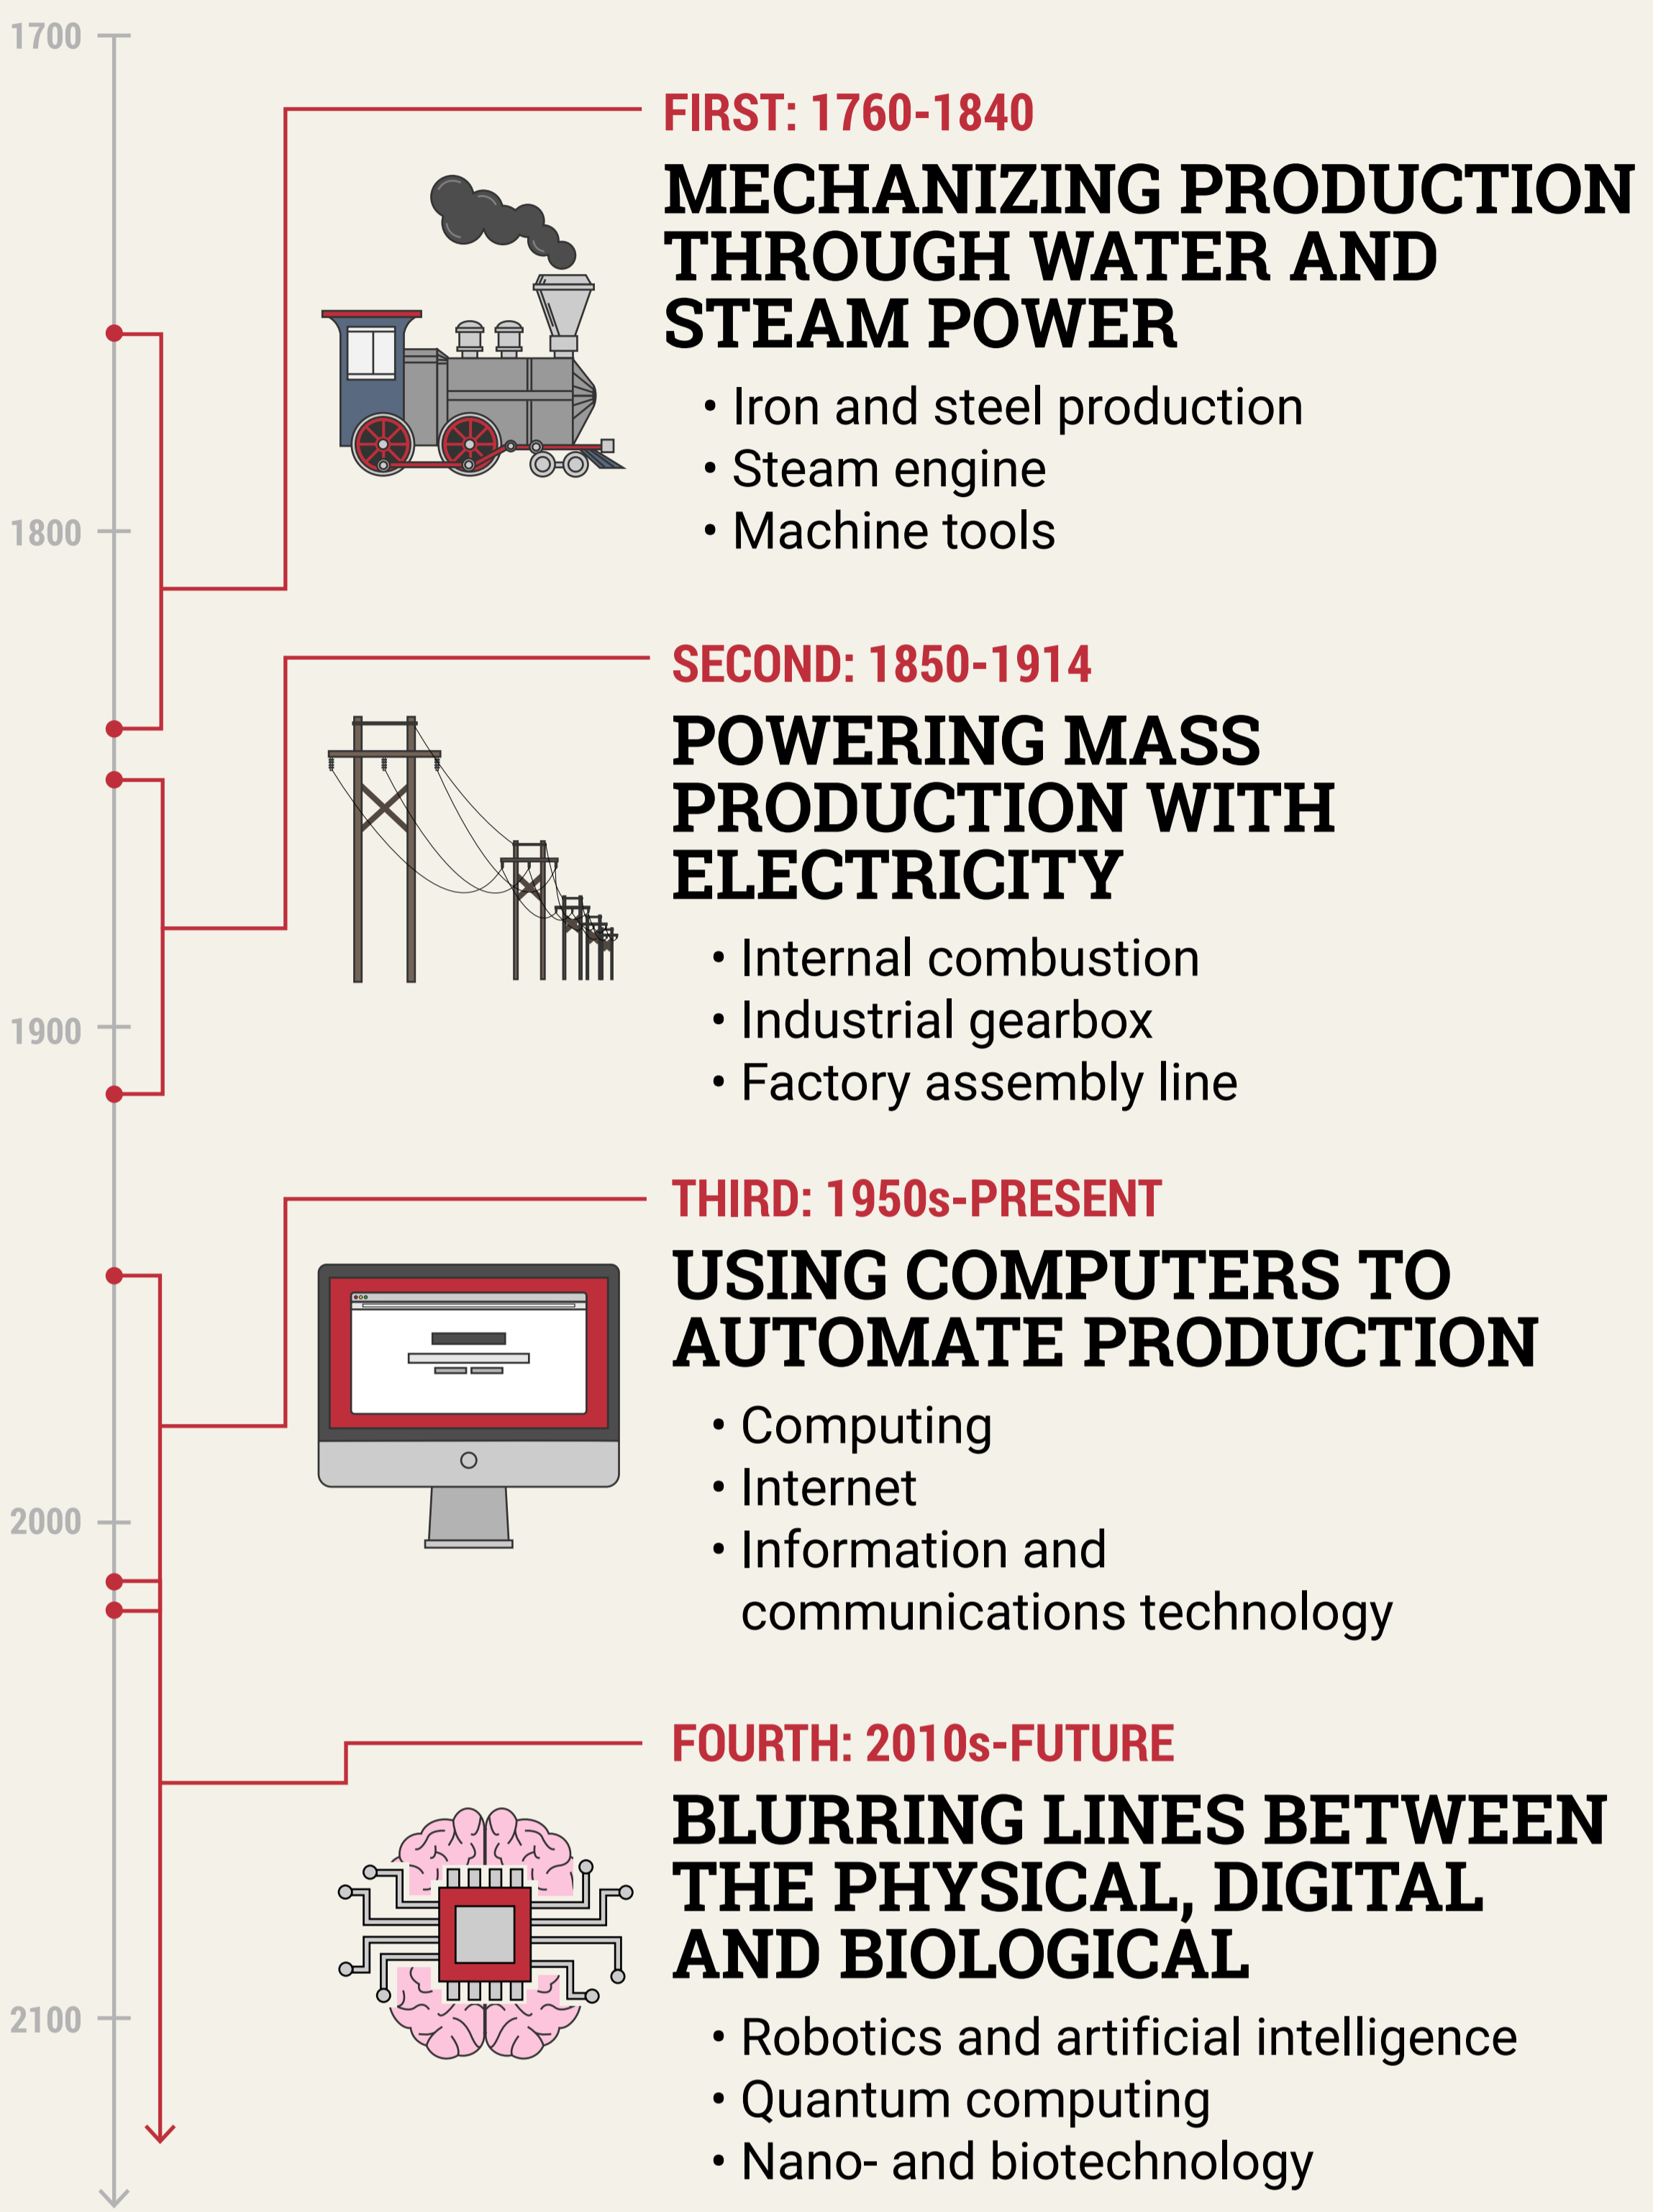 1700
FIRST: 1760-1840
MECHANIZING PRODUCTION
THROUGH WATER AND
STEAM POWER
• Iron and steel production
• Steam engine
• Machine tools
1800
SECOND: 1850-1914
POWERING MASS
PRODUCTION WITH
ELECTRICITY
• Internal combustion
• Industrial gearbox
• Factory assembly line
1900
THIRD: 1950s-PRESENT
USING COMPUTERS TO
AUTOMATE PRODUCTION
• Computing
• Internet
• Information and
communications technology
2000
FOURTH: 2010s-FUTURE
BLURRING LINES BETWEEN
THE PHYSICAL, DIGITAL
AND BIOLOGICAL
• Robotics and artificial intelligence
• Quantum computing
• Nano- and biotechnology
2100